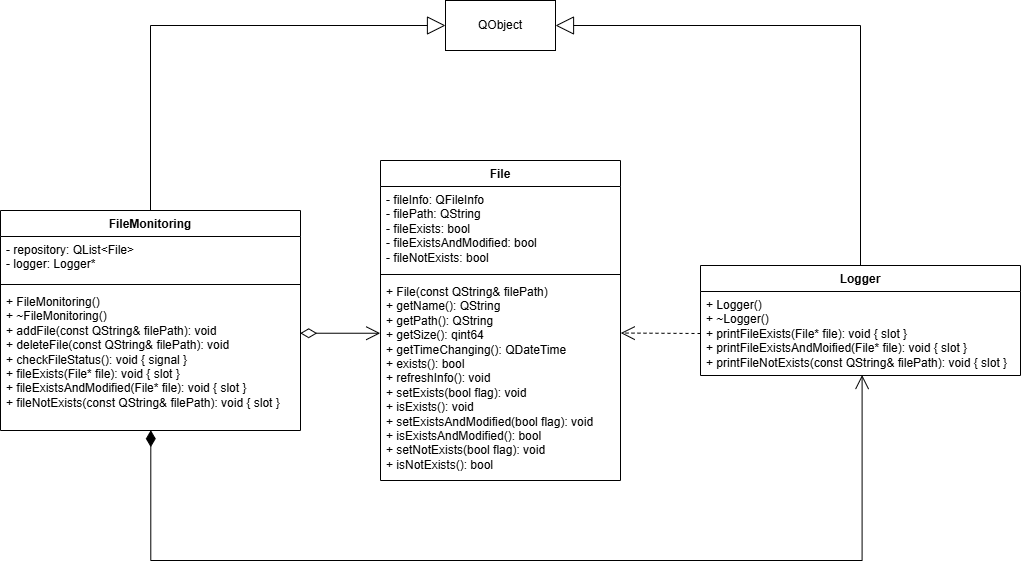 QObject
FileMonitoring
- repository: QList<File>
- logger: Logger*
+ FileMonitoring()
+ ~FileMonitoring()
+ addFile(const QString& filePath): void
+ deleteFile(const QString& filePath): void
+ checkFileStatus(): void { signal }
+ fileExists(File* file): void { slot }
+ fileExistsAndModified(File* file): void { slot }
+ fileNotExists(const QString& filePath): void { slot }
File
- fileInfo: QFileInfo
- filePath: QString
- fileExists: bool
- fileExistsAndModified: bool
- fileNotExists: bool
+ File(const QString& filePath)
+ getName(): QString
+ getPath(): QString
+ getSize(): qint64
+ getTimeChanging(): QDateTime
+ exists(): bool
+ refreshInfo(): void
+ setExists(bool flag): void
+ isExists(): void
+ setExistsAndModified(bool flag): void
+ isExistsAndModified(): bool
+ setNotExists(bool flag): void
+ isNotExists(): bool
Logger
+ Logger()
+ ~Logger()
+ printFileExists(File* file): void { slot }
+ printFileExistsAndMoified(File* file): void { slot }
+ printFileNotExists(const QString& filePath): void { slot }